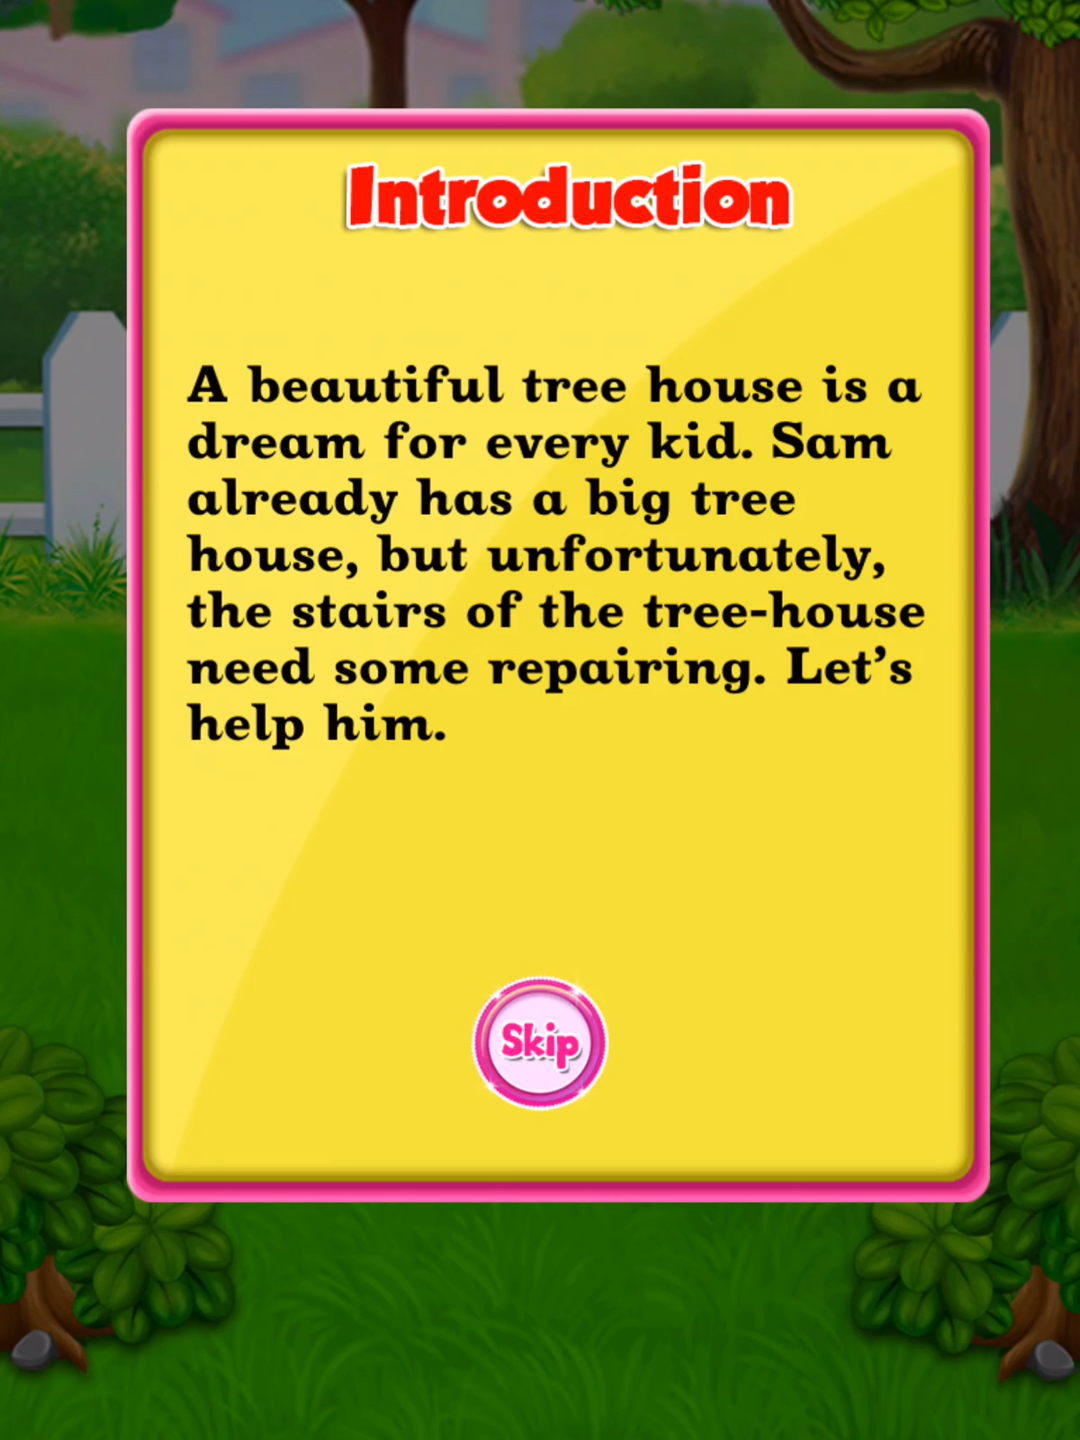 Introduction
A beautiful tree house is a
dream for every kid. Sam
already has a big tree
house, but unfortunately,
the stairs of the tree-house
need some repairing. Let’s
help him.
Skip